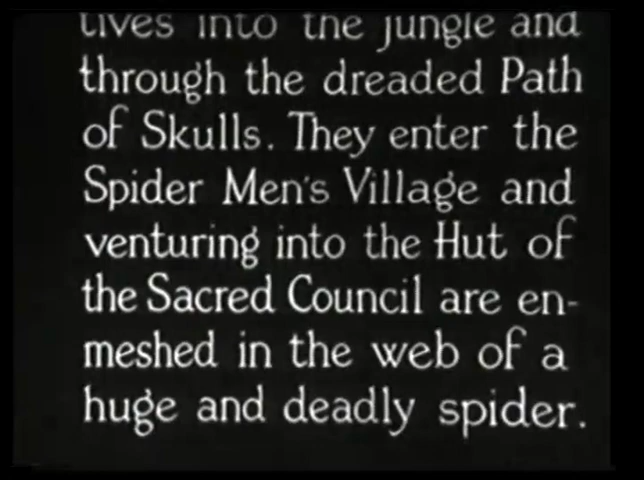 tives into the jungle and
through the dreaded Path
of Skulls. They enter the
Spider Men's Village and
venturing into the Hut of
the Sacred Council are en-
meshed in the web of a
huge and deadly spider.